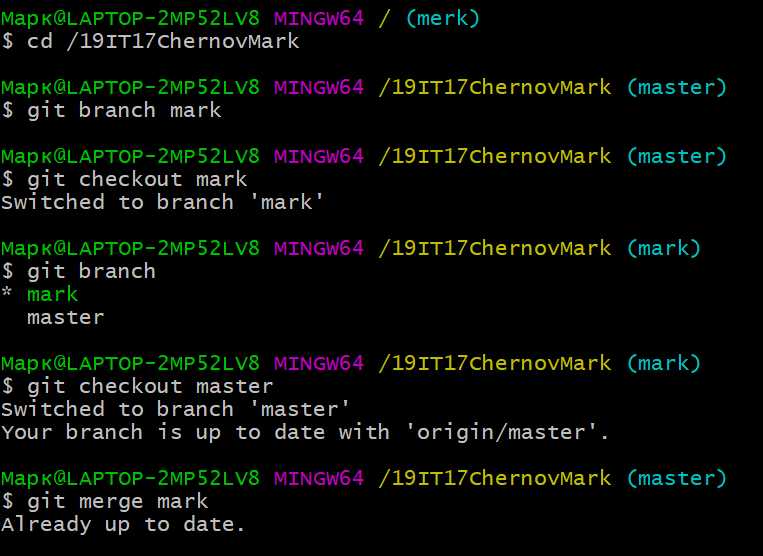 Марк@LAPTOP-2MP52LV8 MINGW64 / (merk)
$ cd /19IT17ChernovMark
Марк@LAPTOP-2MP52LV8 MINGW64 /19IT17ChernovMark (master)
$ git branch mark
Марк@LAPTOP-2MP52LV8 MINGW64 /19IT17ChernovMark (master)
$ git checkout mark
Switched to branch 'mark'
Марк@LAPTOP-2MP52LV8 MINGW64 /19IT17ChernovMark (mark)
$ git branch
* mark
  master
Марк@LAPTOP-2MP52LV8 MINGW64 /19IT17ChernovMark (mark)
$ git checkout master
Switched to branch 'master'
Your branch is up to date with 'origin/master'.
Марк@LAPTOP-2MP52LV8 MINGW64 /19IT17ChernovMark (master)
$ git merge mark
Already up to date.